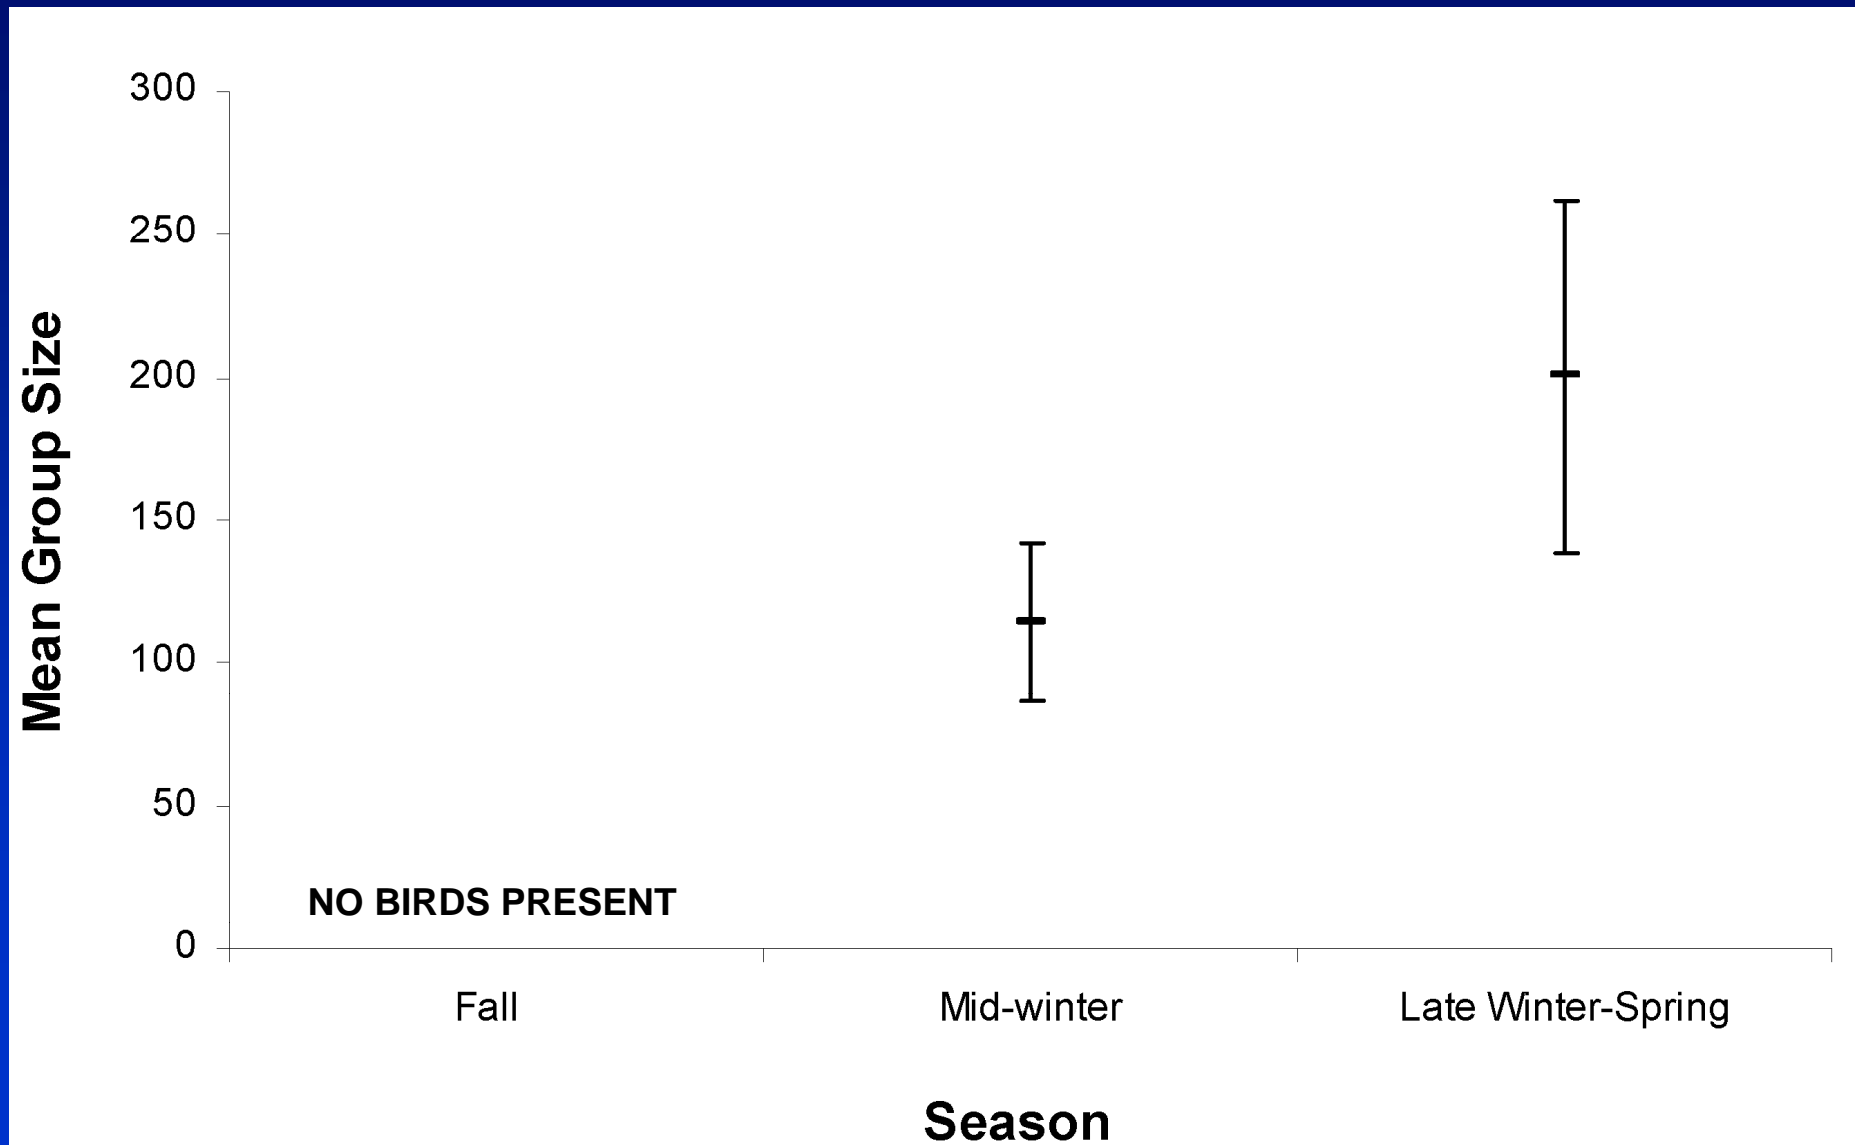 300
250
200
150
100
50
0
Mean Group Size
NO BIRDS PRESENT
Fall
Mid-winter
Late Winter-Spring
Season